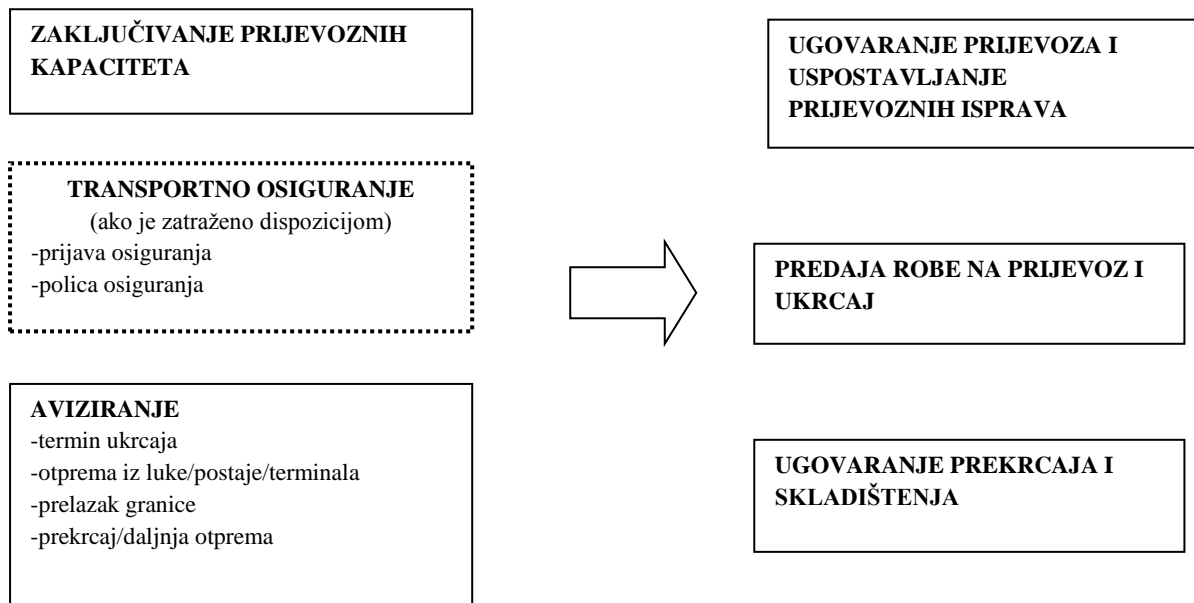 ZAKLJUČIVANJE PRIJEVOZNIH
KAPACITETA
TRANSPORTNO OSIGURANJE
(ako je zatraženo dispozicijom)
-prijava osiguranja
-polica osiguranja
AVIZIRANJE
-termin ukrcaja
-otprema iz luke/postaje/terminala
-prelazak granice
-prekrcaj/daljnja otprema
UGOVARANJE PRIJEVOZA I
USPOSTAVLJANJE
PRIJEVOZNIH ISPRAVA
PREDAJA ROBE NA PRIJEVOZ I
UKRCAJ
UGOVARANJE PREKRCAJA I
SKLADIŠTENJA